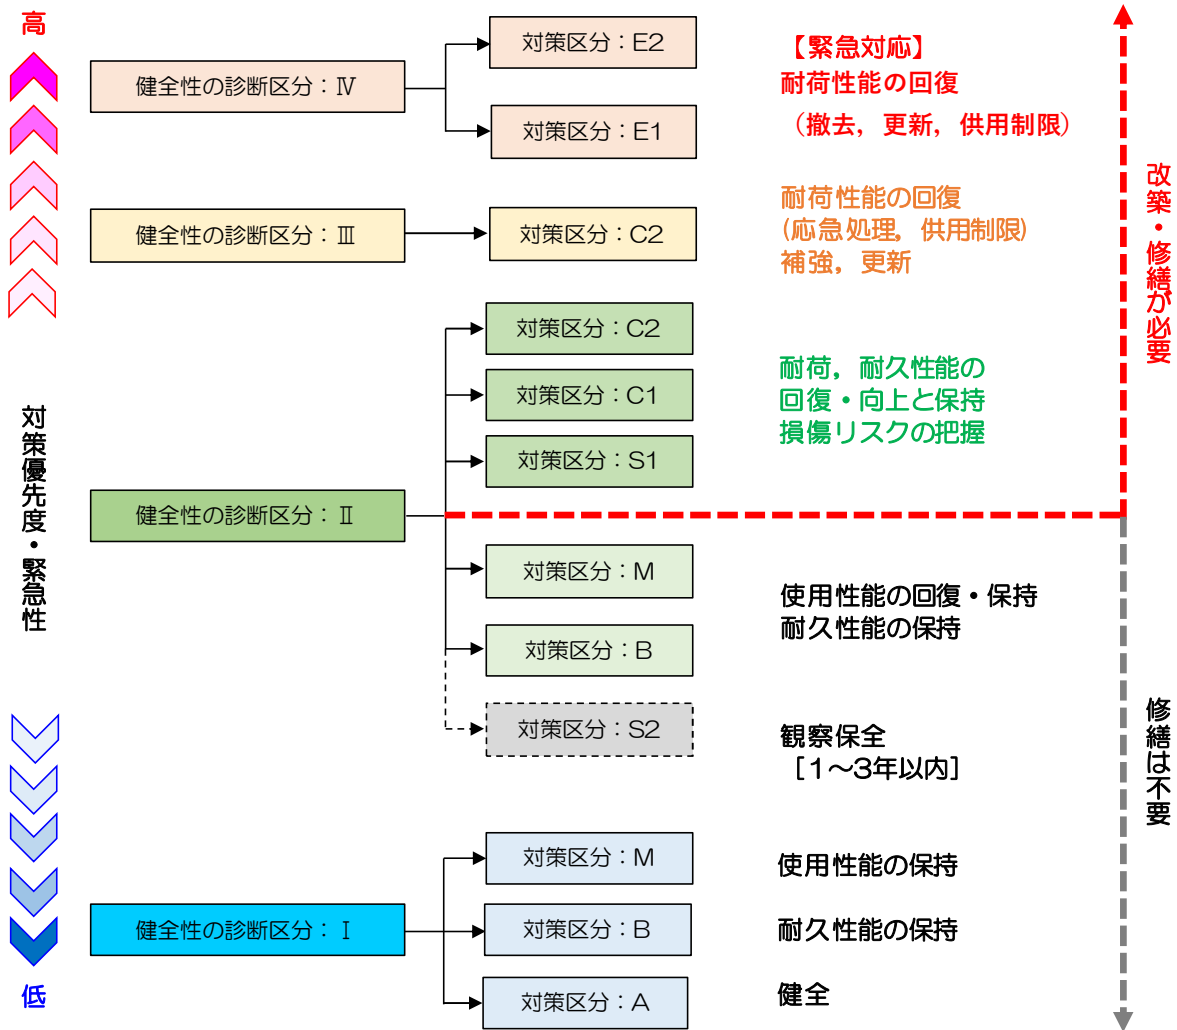 高
健全性の診断区分：Ⅳ
対策区分：E2
対策区分：E1
【緊急対応】
耐荷性能の回復
（撤去，更新，供用制限）
健全性の診断区分：Ⅲ
対策区分：C2
耐荷性能の回復
(応急処理，供用制限)
補強，更新
改築・修繕が必要
対策優先度・緊急性
健全性の診断区分：Ⅱ
対策区分：C2
対策区分：C1
対策区分：S1
耐荷，耐久性能の
回復・向上と保持
損傷リスクの把握
対策区分：M
対策区分：B
使用性能の回復・保持
耐久性能の保持
対策区分：S2
観察保全
［1～3年以内］
修繕は不要
健全性の診断区分：Ⅰ
対策区分：M
使用性能の保持
対策区分：B
耐久性能の保持
対策区分：A
健全
低